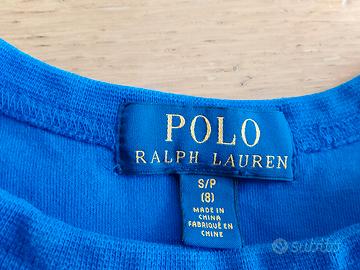 POLO
RALPH LAUREN
S/P
(8)
MADE IN
CHINA
FABRIQUÉ EN
CHINE
subito